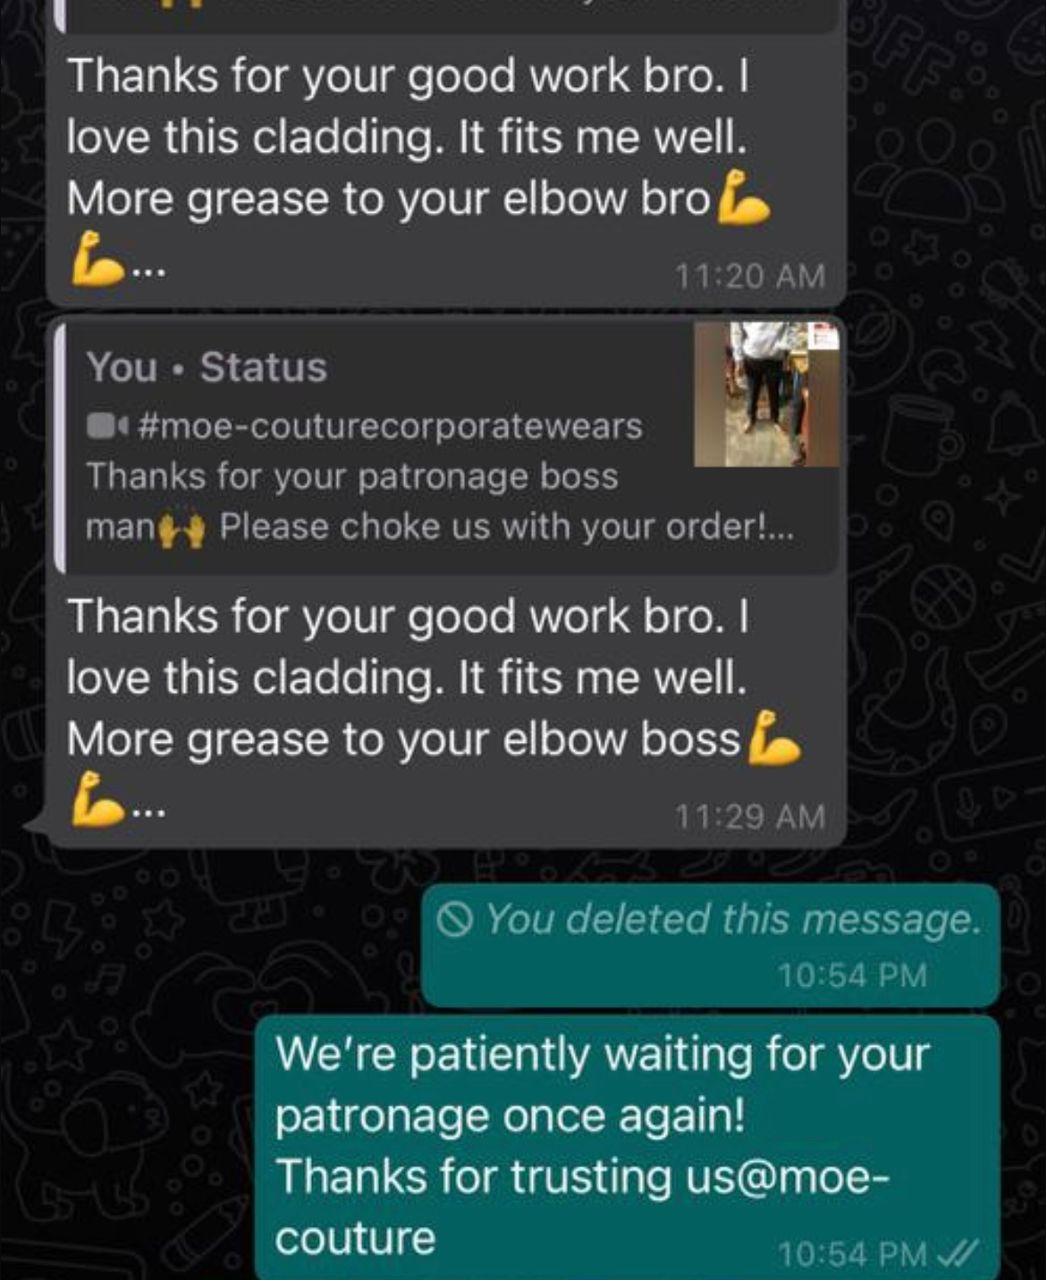 Thanks for your good work bro. I
love this cladding. It fits me well.
More grease to your elbow bro💪
💪...
11:20 AM
You • Status
#moe-couturecorporatewears
Thanks for your patronage boss
man🙌 Please choke us with your order!...
Thanks for your good work bro. I
love this cladding. It fits me well.
More grease to your elbow boss💪
💪...
11:29 AM
You deleted this message.
10:54 PM
We're patiently waiting for your
patronage once again!
Thanks for trusting us@moe-
couture
10:54 PM